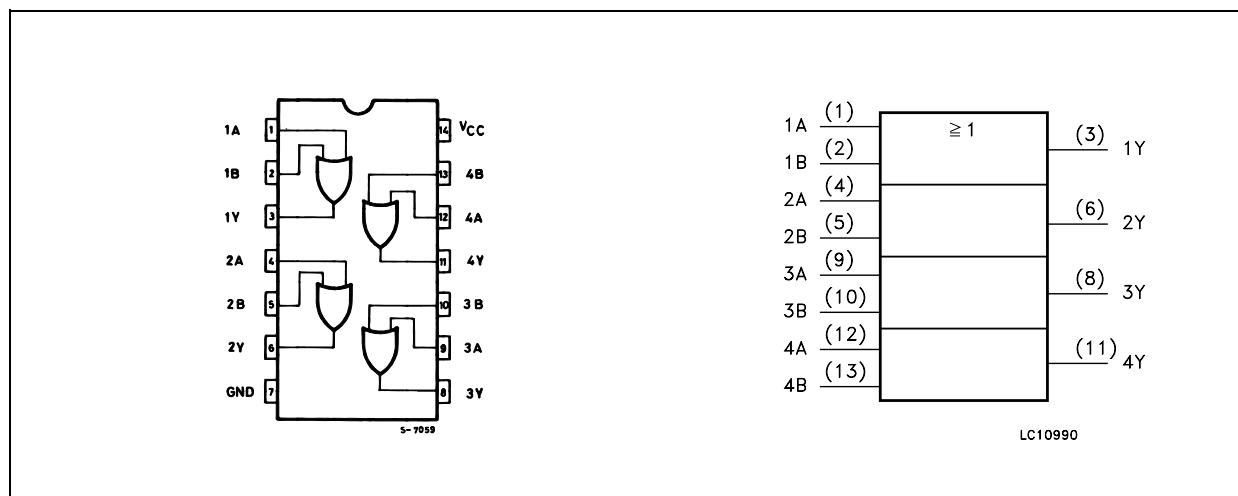 1A 1 14 VCC
1B 2 13 4B
1Y 3 12 4A
2A 4 11 4Y
2B 5 10 3B
2Y 6 9 3A
GND 7 8 3Y
S-7059
≧1
1A (1)
1B (2)
2A (4)
2B (5)
3A (9)
3B (10)
4A (12)
4B (13)
(3) 1Y
(6) 2Y
(8) 3Y
(11) 4Y
LC10990